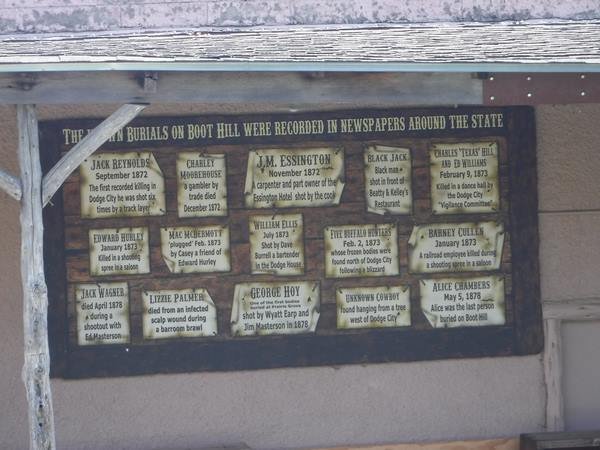 THE BURIALS ON BOOT HILL WERE RECORDED IN NEWSPAPERS AROUND THE STATE
JACK REYNOLDS
September 1872
The first recorded killing in
Dodge City he was shot six
times by a track layer
CHARLEY
MOOREHOUSE
a gambler by
trade died
December 1872
J.M. ESSINGTON
November 1872
A carpenter and part owner of the
Essington Hotel shot by the cook
BLACK JACK
Black man
shot in front of
Beatty & Kelley's
Restaurant
CHARLES "TEXAS" HILL
AND ED WILLIAMS
February 9, 1873
Killed in a dance hall by
the Dodge City
"Vigilance Committee"
EDWARD HURLEY
January 1873
Killed in a shooting
spree in a saloon
MAC MCDERMOTT
"plugged" Feb. 1873
by Casey a friend of
Edward Hurley
WILLIAM ELLIS
July 1873
Shot by Dave
Burrell a bartender
in the Dodge House
FIVE BUFFALO HUNTERS
Feb. 2, 1873
whose frozen bodies were
found north of Dodge City
following a blizzard
BARNEY CULLEN
January 1873
A railroad employee killed during
a shooting spree in a saloon
JACK WAGNER
died April 1878
during a
shootout with
Ed Masterson
LIZZIE PALMER
died from an infected
scalp wound during
a barroom brawl
GEORGE HOY
One of the first bodies
at Prairie Grove
shot by Wyatt Earp and
Jim Masterson in 1878
UNKNOWN COWBOY
found hanging from a tree
west of Dodge City
ALICE CHAMBERS
May 5, 1878
Alice was the last person
buried on Boot Hill